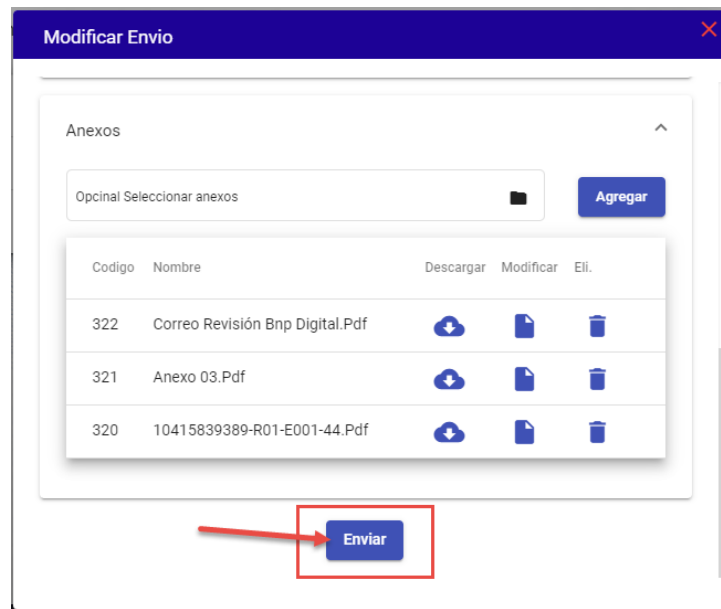 Modificar Envio
Anexos
Opcinal Seleccionar anexos
Agregar
Codigo Nombre Descargar Modificar Eli.
322 Correo Revisión Bnp Digital.Pdf
321 Anexo 03.Pdf
320 10415839389-R01-E001-44.Pdf
Enviar